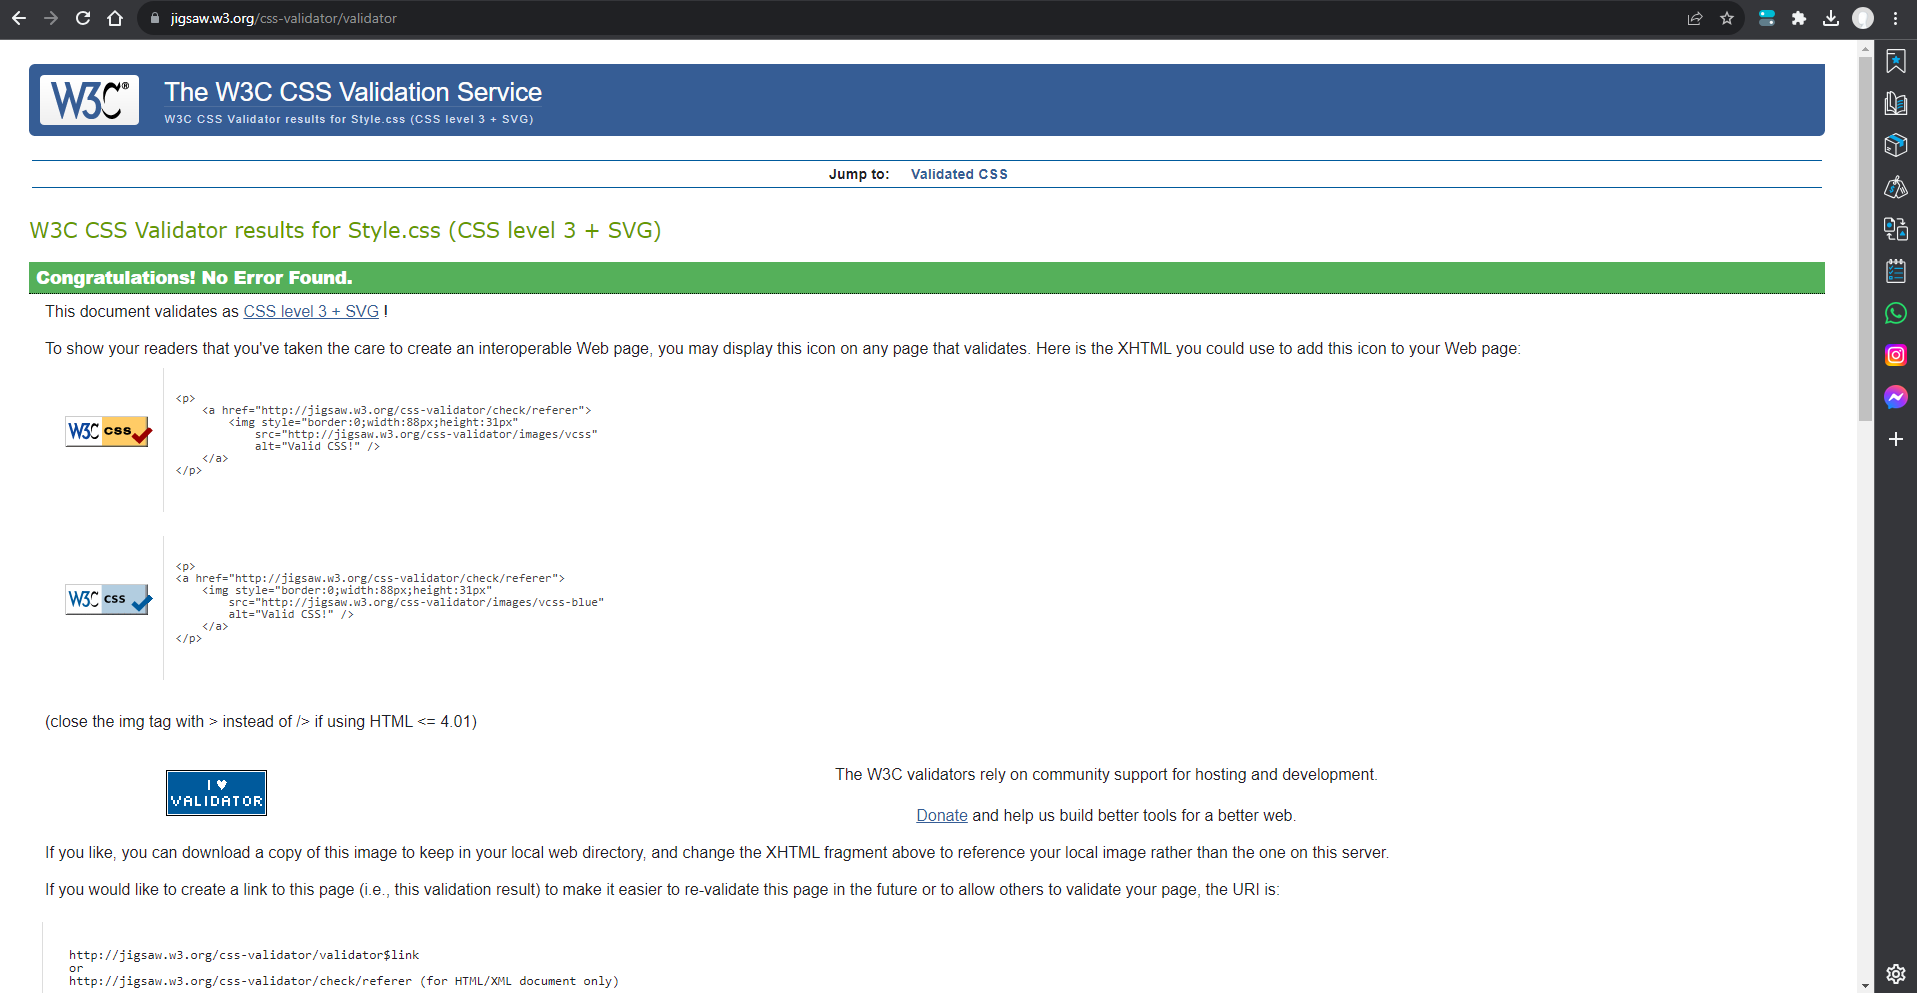 jigsaw.w3.org/css-validator/validator
W3C®
The W3C CSS Validation Service
W3C CSS Validator results for Style.css (CSS level 3 + SVG)
Jump to: Validated CSS
W3C CSS Validator results for Style.css (CSS level 3 + SVG)
Congratulations! No Error Found.
This document validates as CSS level 3 + SVG !
To show your readers that you've taken the care to create an interoperable Web page, you may display this icon on any page that validates. Here is the XHTML you could use to add this icon to your Web page:
W3C css
<p>
    <a href="http://jigsaw.w3.org/css-validator/check/referer">
        <img style="border:0;width:88px;height:31px"
            src="http://jigsaw.w3.org/css-validator/images/vcss"
            alt="Valid CSS!" />
    </a>
</p>
W3C css
<p>
<a href="http://jigsaw.w3.org/css-validator/check/referer">
    <img style="border:0;width:88px;height:31px"
        src="http://jigsaw.w3.org/css-validator/images/vcss-blue"
        alt="Valid CSS!" />
    </a>
</p>
(close the img tag with > instead of /> if using HTML <= 4.01)
I ♥
VALIDATOR
The W3C validators rely on community support for hosting and development.
Donate and help us build better tools for a better web.
If you like, you can download a copy of this image to keep in your local web directory, and change the XHTML fragment above to reference your local image rather than the one on this server.
If you would like to create a link to this page (i.e., this validation result) to make it easier to re-validate this page in the future or to allow others to validate your page, the URI is:
http://jigsaw.w3.org/css-validator/validator$link
or
http://jigsaw.w3.org/css-validator/check/referer (for HTML/XML document only)